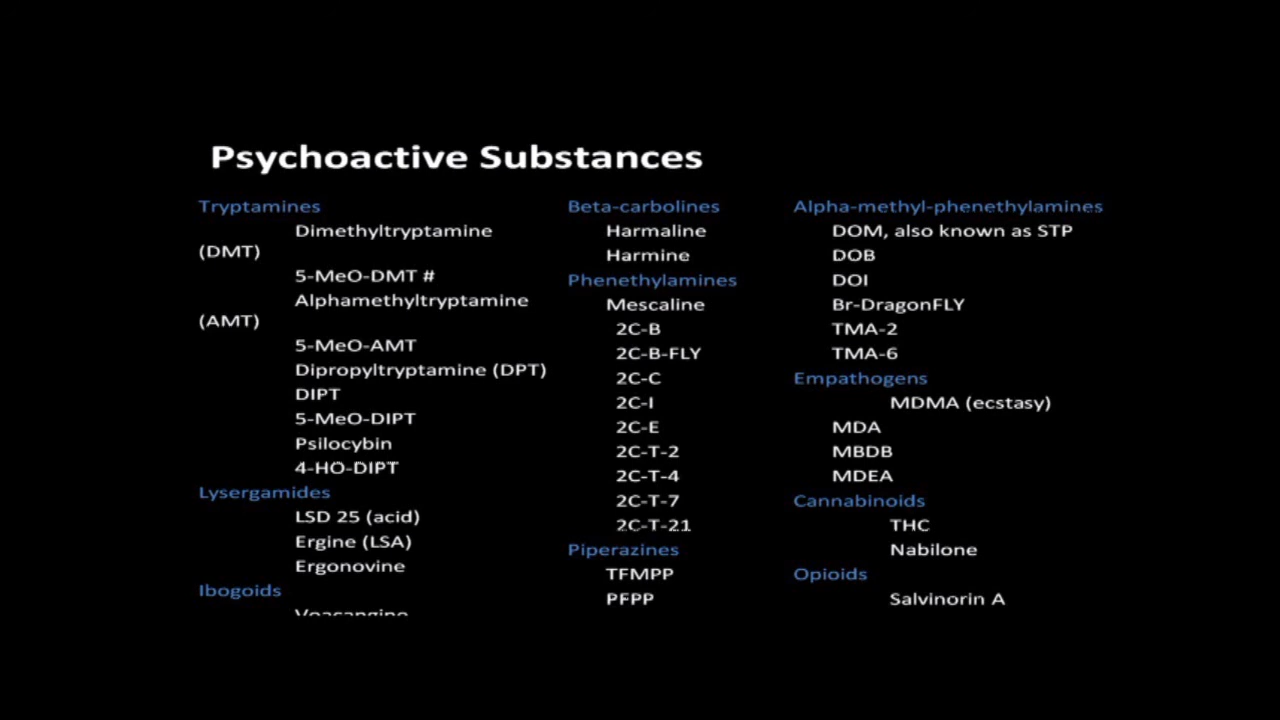 Psychoactive Substances
Tryptamines
Dimethyltryptamine
(DMT)
5-MeO-DMT #
Alphamethyltryptamine
(AMT)
5-MeO-AMT
Dipropyltryptamine (DPT)
DIPT
5-MeO-DIPT
Psilocybin
4-HO-DIPT
Lysergamides
LSD 25 (acid)
Ergine (LSA)
Ergonovine
Ibogoids
Voacangine
Beta-carbolines
Harmaline
Harmine
Phenethylamines
Mescaline
2C-B
2C-B-FLY
2C-C
2C-I
2C-E
2C-T-2
2C-T-4
2C-T-7
2C-T-21
Piperazines
TFMPP
PFPP
Alpha-methyl-phenethylamines
DOM, also known as STP
DOB
DOI
Br-DragonFLY
TMA-2
TMA-6
Empathogens
MDMA (ecstasy)
MDA
MBDB
MDEA
Cannabinoids
THC
Nabilone
Opioids
Salvinorin A